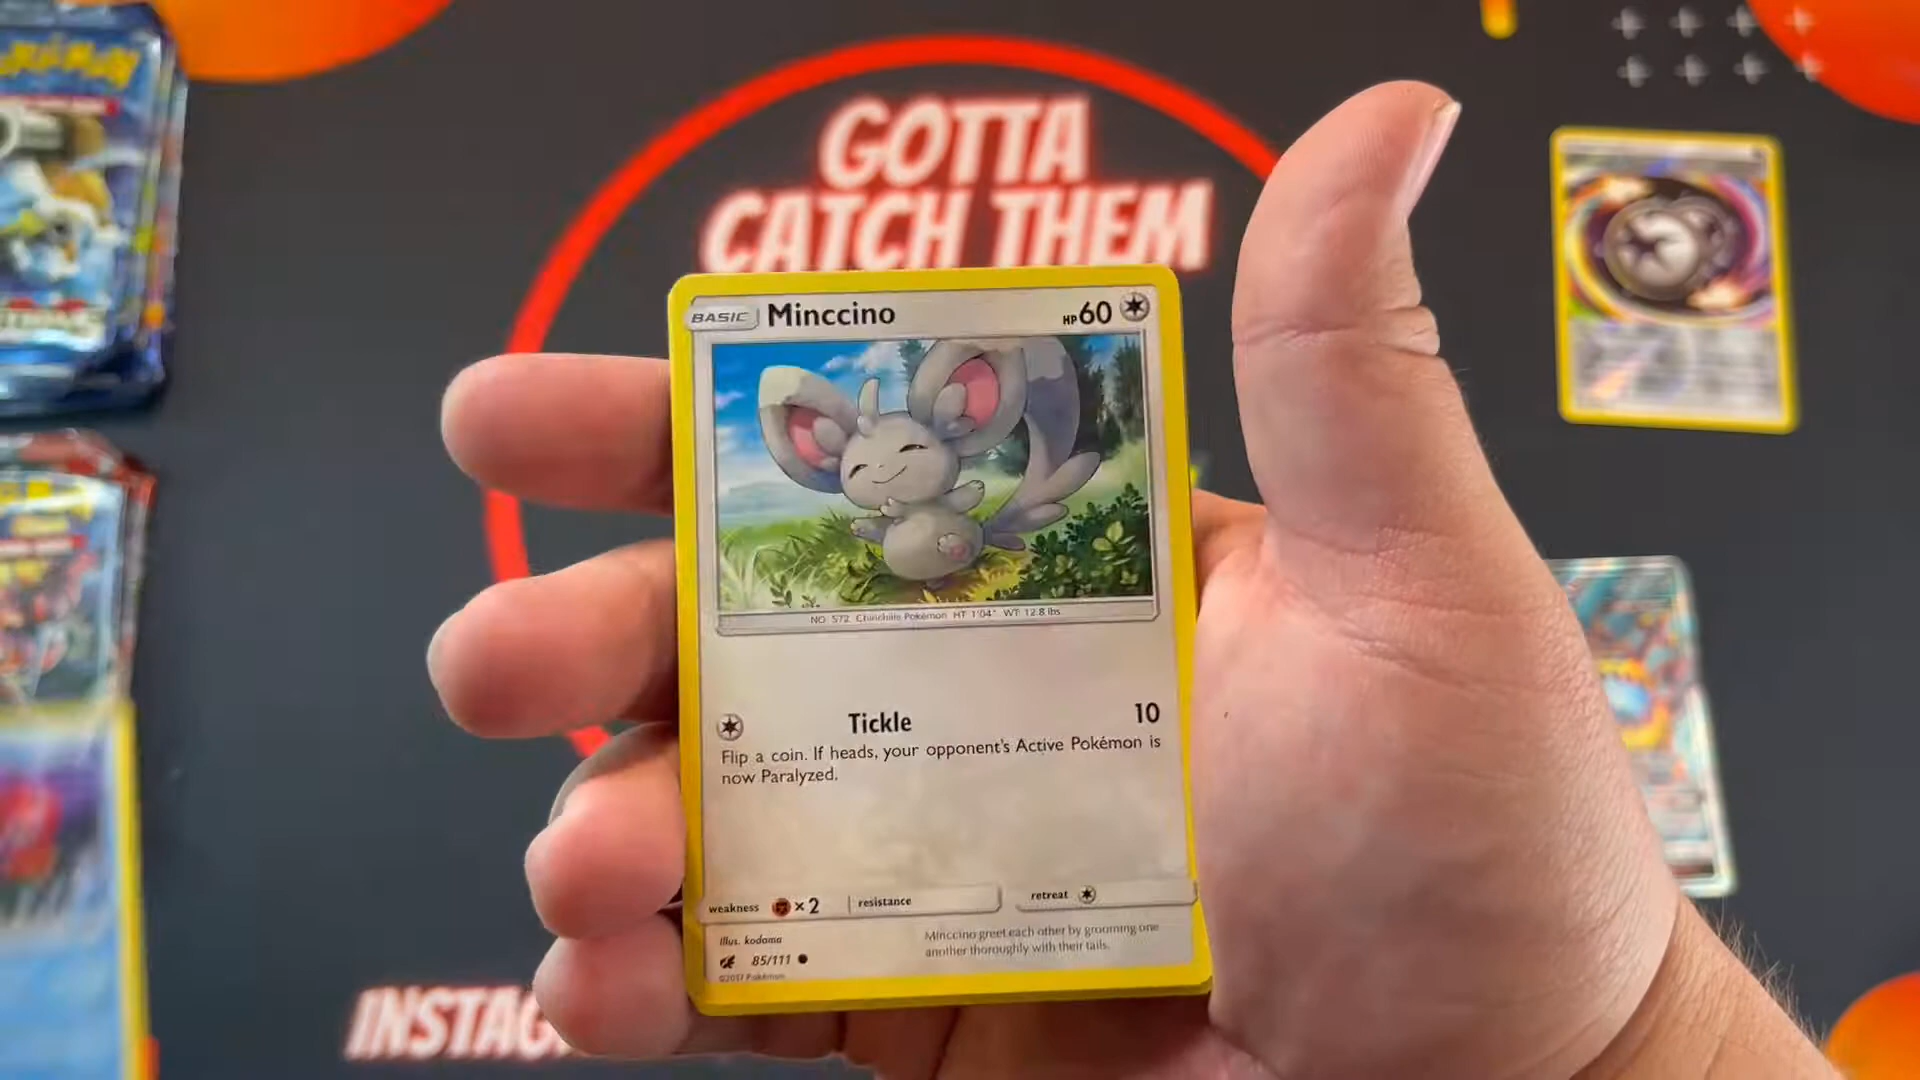 GOTTA
CATCH THEM
BASIC Minccino HP60
NO. 572 Chinchilla Pokémon HT 1'04" WT 12.8 lbs
Tickle 10
Flip a coin. If heads, your opponent's Active Pokémon is
now Paralyzed.
weakness ×2 resistance retreat
Illus. kodama
85/111
©2017 Pokémon
Minccino greet each other by grooming one
another thoroughly with their tails.
INSTAG